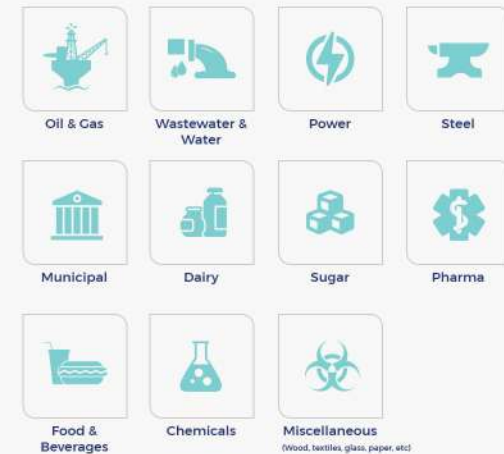 Oil & Gas
Wastewater &
Water
Power
Steel
Municipal
Dairy
Sugar
Pharma
Food &
Beverages
Chemicals
Miscellaneous
(Wood, textiles, glass, paper, etc)